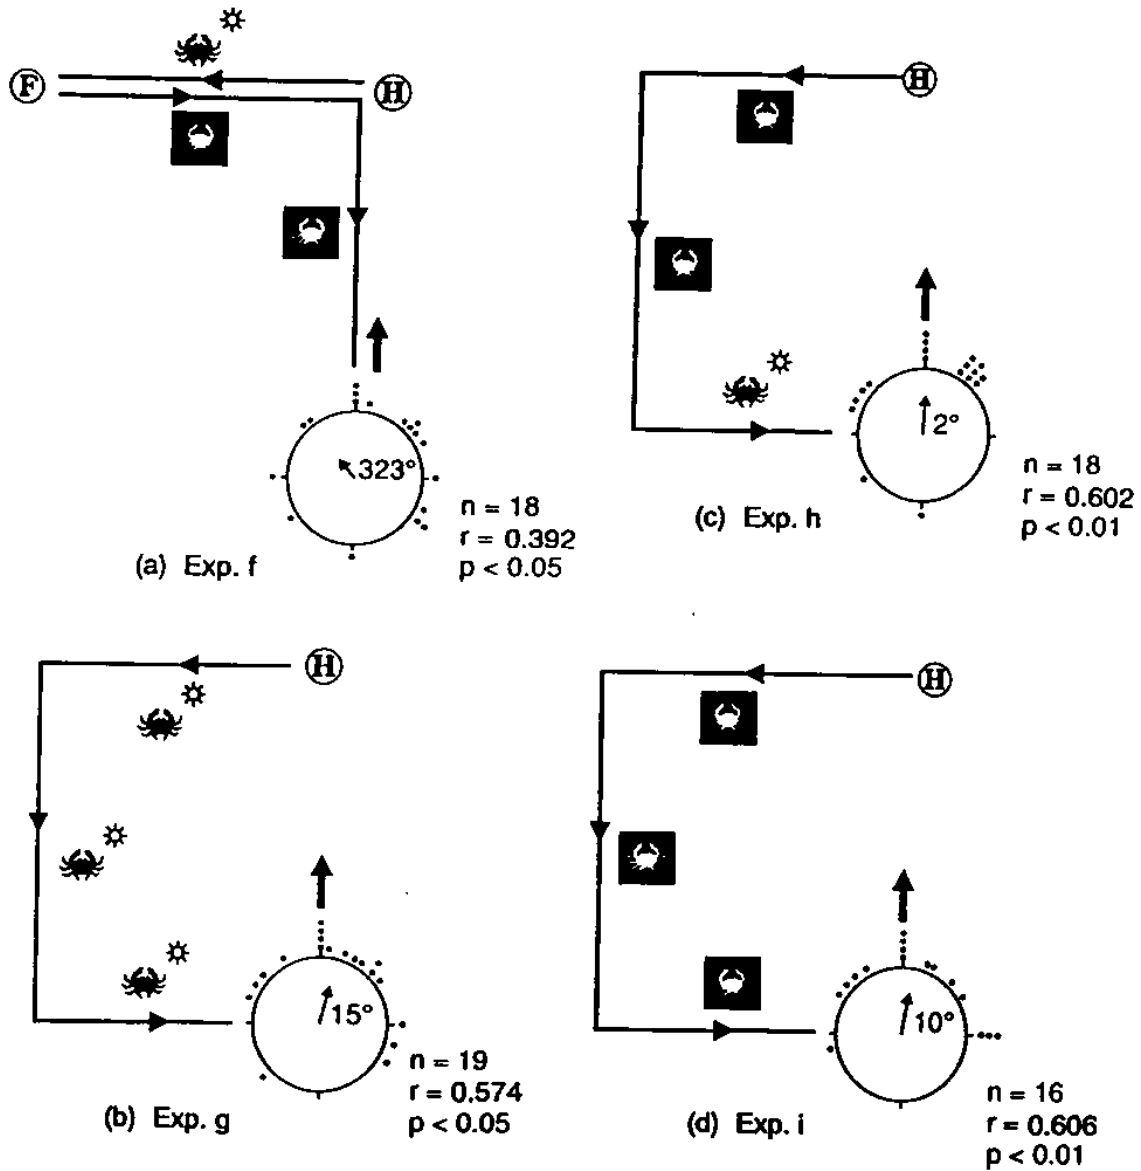 F
H
323°
n = 18
r = 0.392
p < 0.05
(a) Exp. f
H
2°
n = 18
r = 0.602
p < 0.01
(c) Exp. h
H
15°
n = 19
r = 0.574
p < 0.05
(b) Exp. g
H
10°
n = 16
r = 0.606
p < 0.01
(d) Exp. i